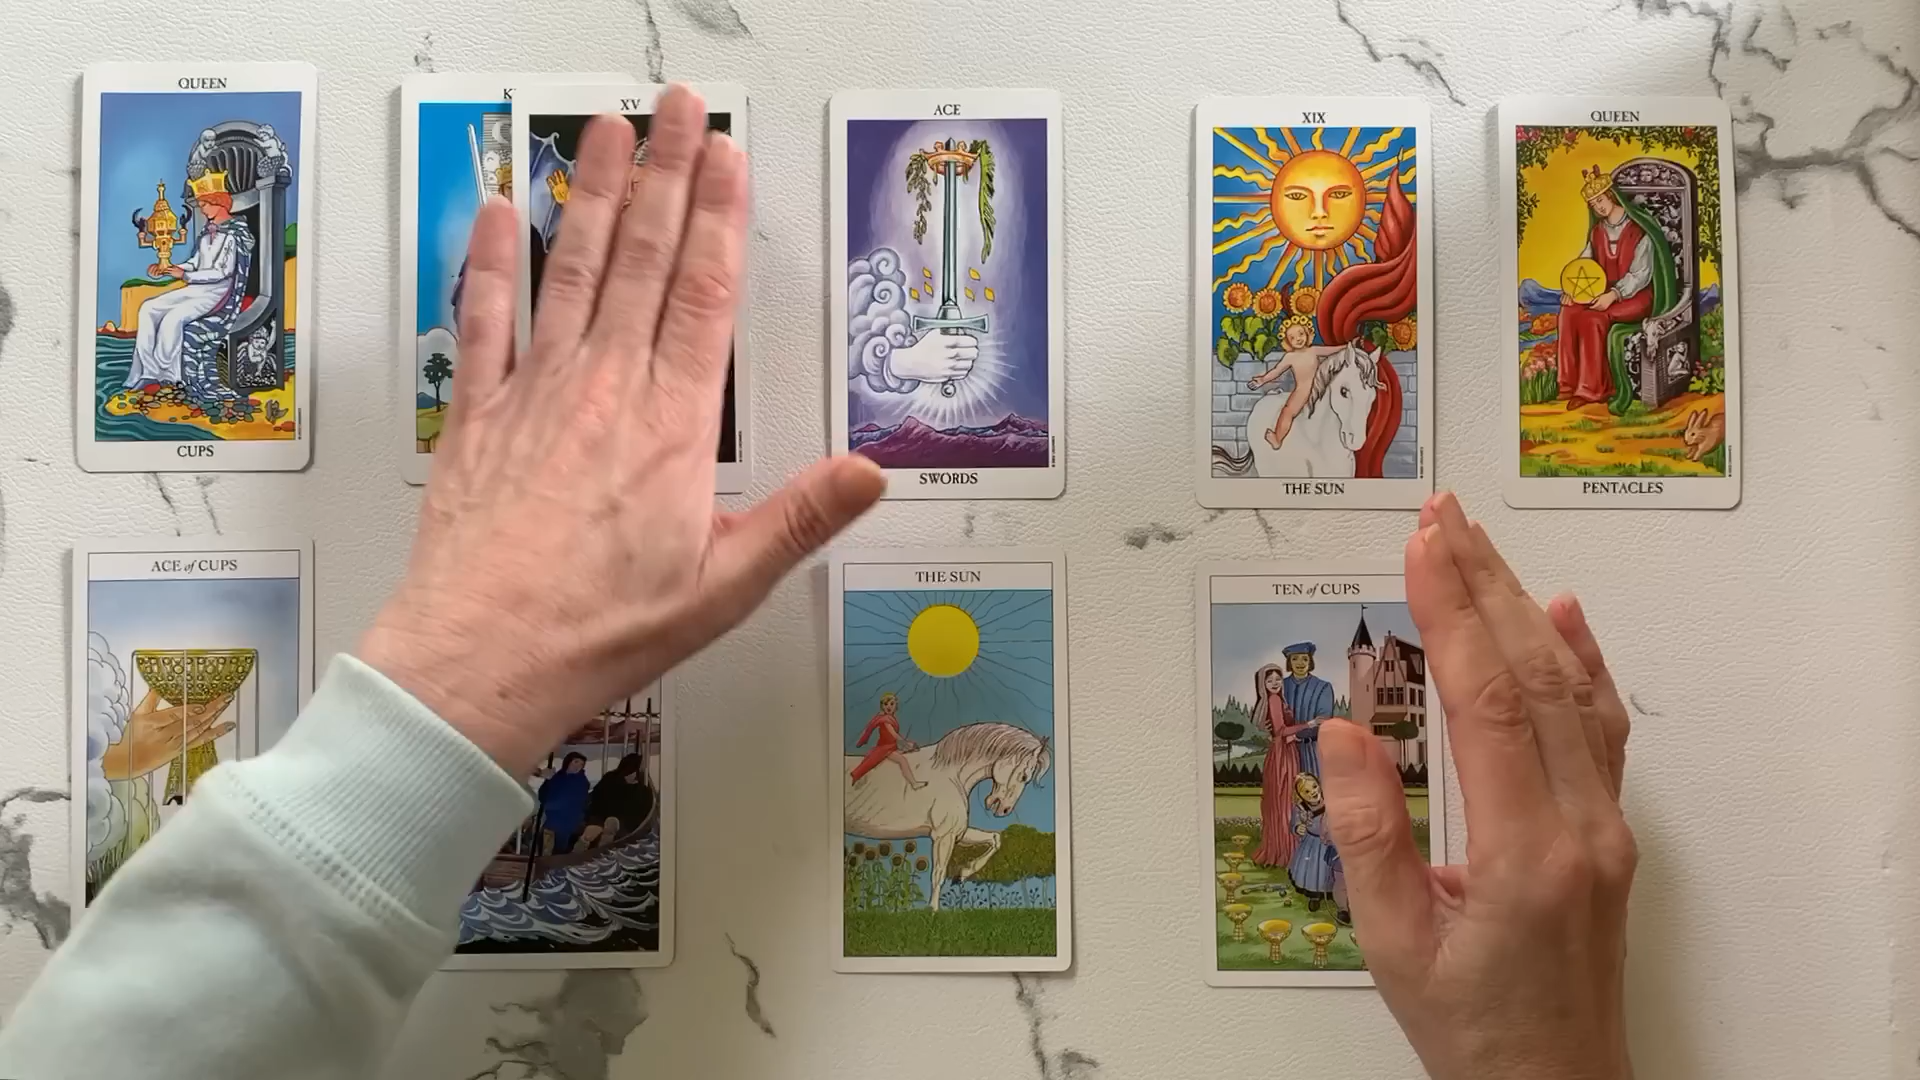 QUEEN
CUPS
K
XV
ACE
SWORDS
XIX
THE SUN
QUEEN
PENTACLES
ACE of CUPS
THE SUN
TEN of CUPS